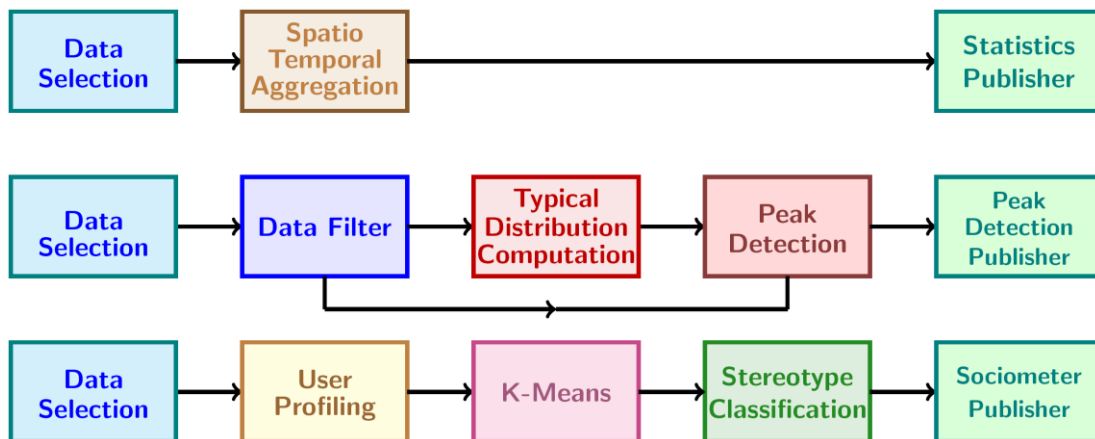 Data
Selection
Spatio
Temporal
Aggregation
Statistics
Publisher
Data
Selection
Data Filter
Typical
Distribution
Computation
Peak
Detection
Peak
Detection
Publisher
Data
Selection
User
Profiling
K-Means
Stereotype
Classification
Sociometer
Publisher